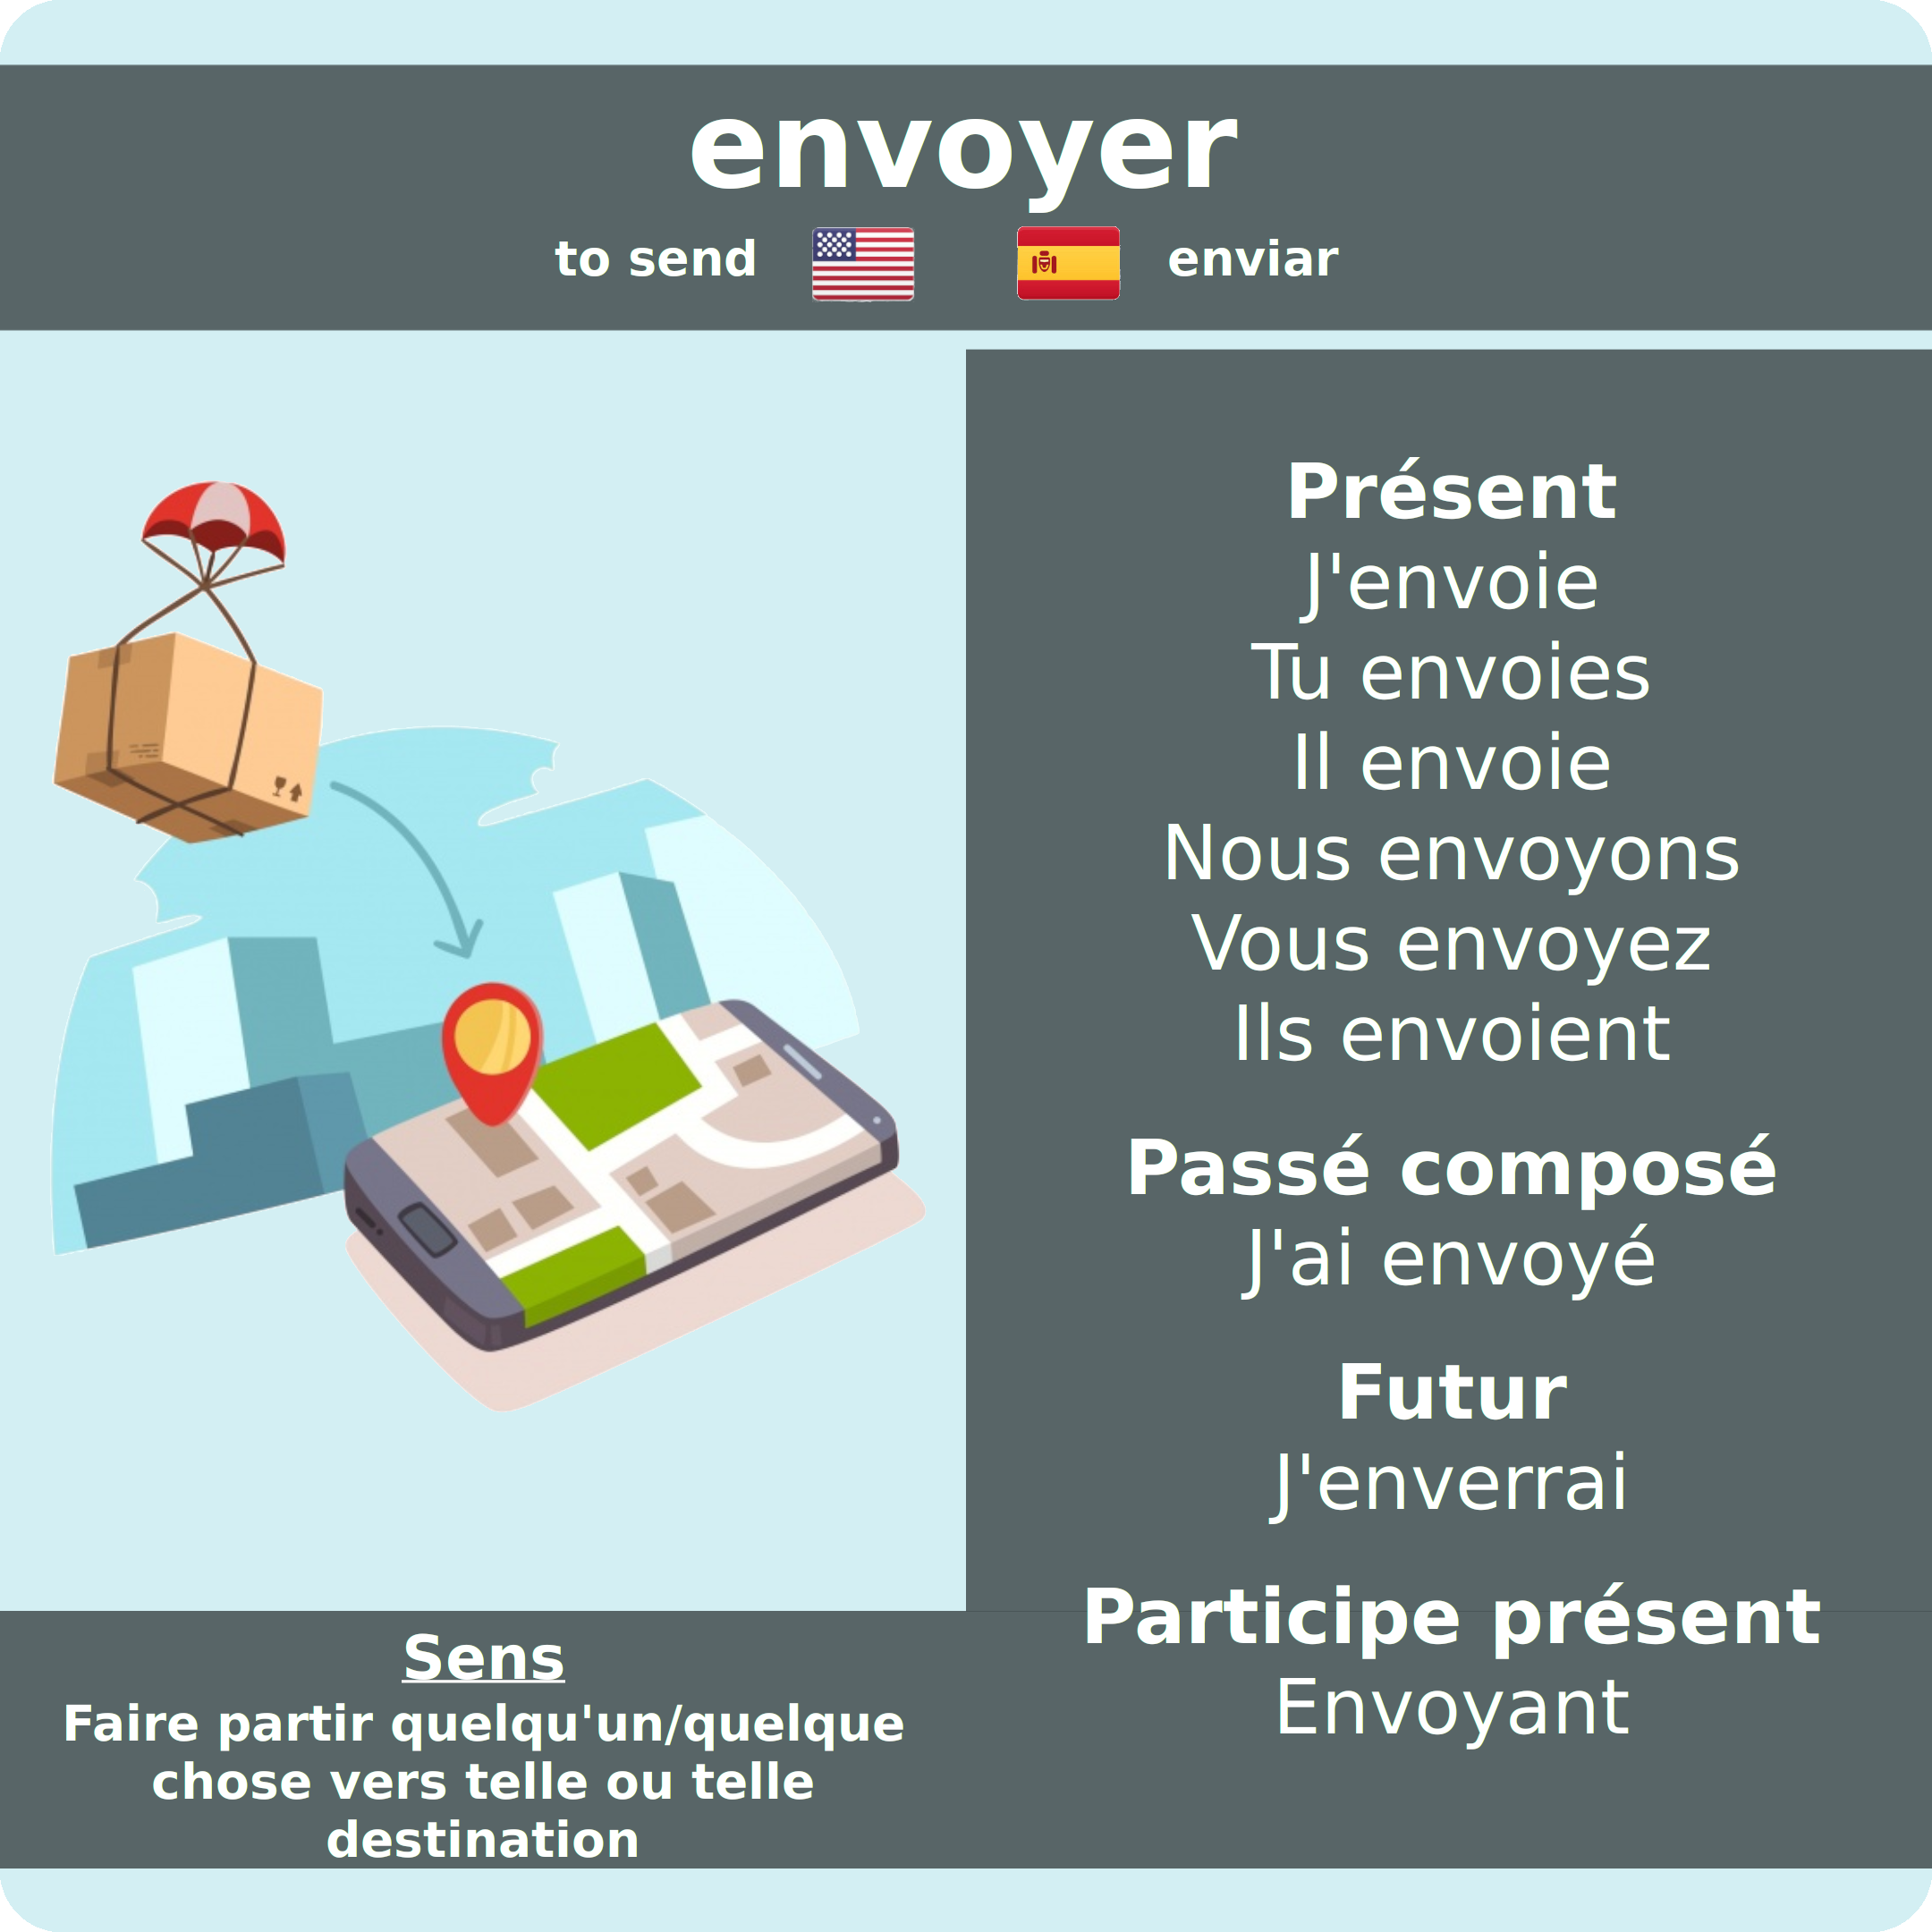 envoyer
to send enviar
Présent
J'envoie
Tu envoies
Il envoie
Nous envoyons
Vous envoyez
Ils envoient
Passé composé
J'ai envoyé
Futur
J'enverrai
Participe présent
Envoyant
Sens
Faire partir quelqu'un/quelque
chose vers telle ou telle
destination